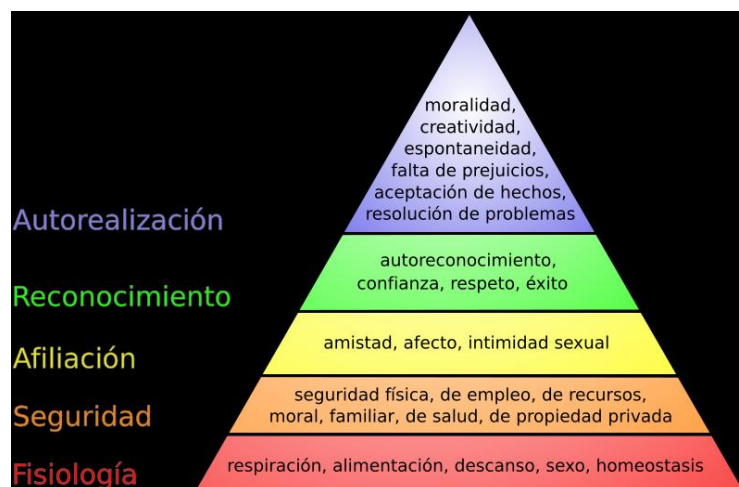 moralidad,
creatividad,
espontaneidad,
falta de prejuicios,
aceptación de hechos,
resolución de problemas
Autorealización
autoreconocimiento,
confianza, respeto, éxito
Reconocimiento
amistad, afecto, intimidad sexual
Afiliación
seguridad física, de empleo, de recursos,
moral, familiar, de salud, de propiedad privada
Seguridad
respiración, alimentación, descanso, sexo, homeostasis
Fisiología